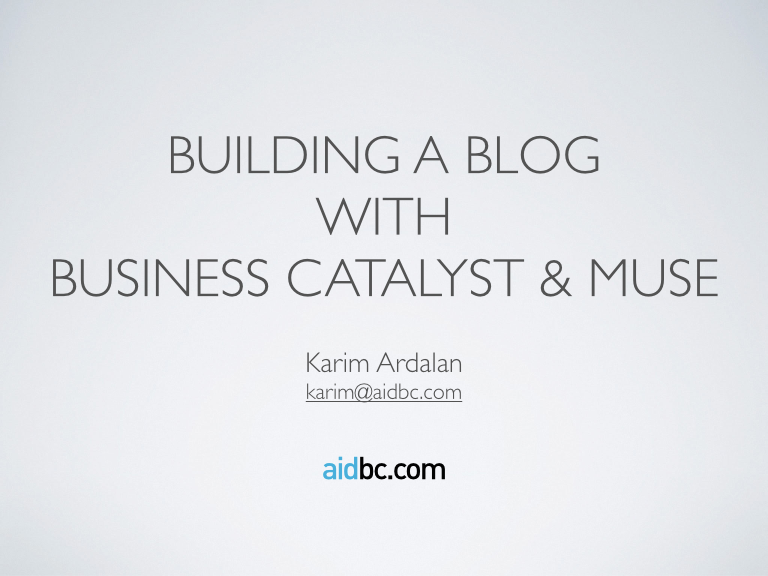 BUILDING A BLOG
WITH
BUSINESS CATALYST & MUSE
Karim Ardalan
karim@aidbc.com
aidbc.com